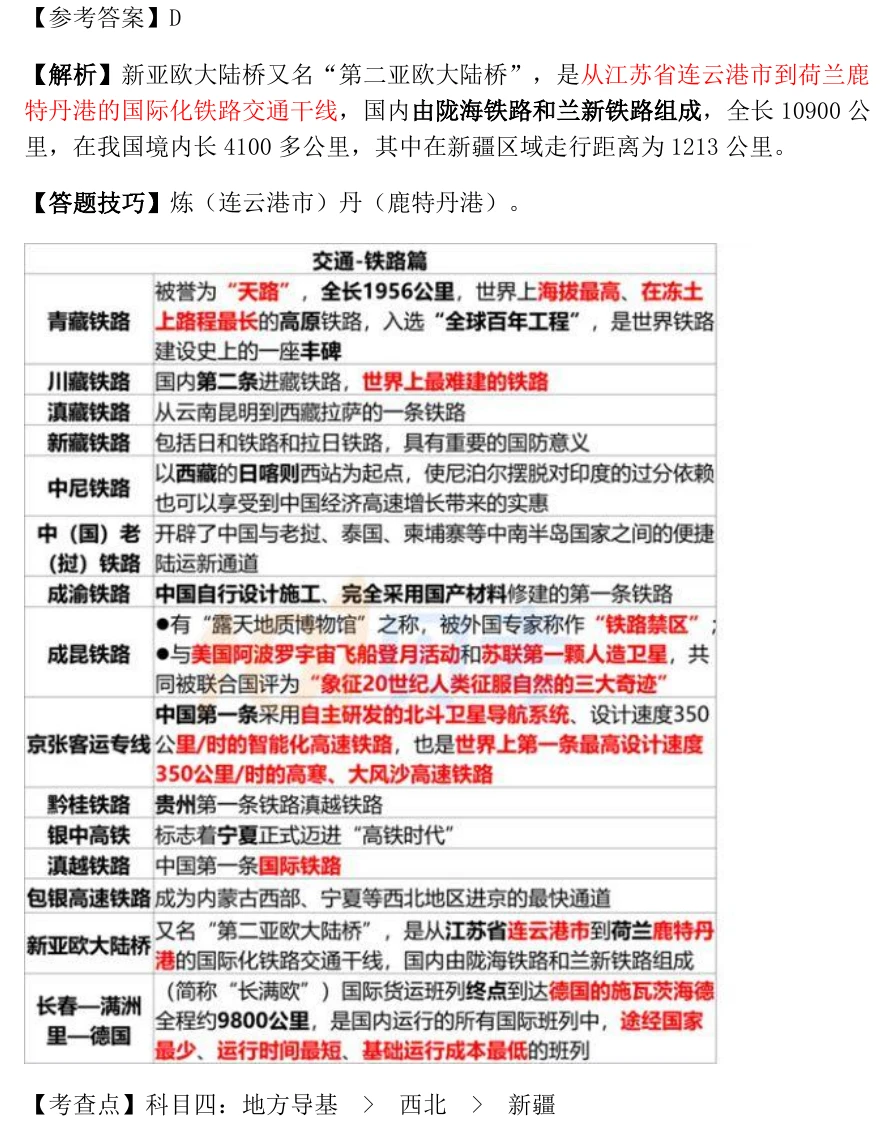 【参考答案】D
【解析】新亚欧大陆桥又名“第二亚欧大陆�”，是从江苏省连云港市到荷兰鹿
特丹港的国际化铁路交通干线，国内由陇海铁路和兰新铁路组成，全长 10900 公
里，在我国境内长 4100 多公里，其中在新疆区域走行距离为 1213 公里。
【答题技巧】炼（连云港市）丹（鹿特丹港）。
交通-铁路篇
青藏铁路
被誉为“天路”，全长1956公里，世界上海拔最高、在冻土
上路程最长的高原铁路，入选“全球百年工程”，是世界铁路
建设史上的一座丰碑
川藏铁路
国内第二条进藏铁路，世界上最难建的铁路
滇藏铁路
从云南昆明到西藏拉萨的一条铁路
新藏铁路
包括日和铁路和拉日铁路，具有重要的国防意义
中尼铁路
以西藏的日喀则西站为起点，使尼泊尔摆脱对印度的过分依赖
也可以享受到中国经济高速增长带来的实惠
中（国）老
（挝）铁路
开辟了中国与老挝、泰国、柬埔寨等中南半岛国家之间的便捷
陆运新通道
成渝铁路
中国自行设计施工、完全采用国产材料修建的第一条铁路
成昆铁路
●有“露天地质博物馆”之称，被外国专家称作“铁路禁区”；
●与美国阿波罗宇宙飞船登月活动和苏联第一颗人造卫星，共
同被联合国评为“象征20世纪人类征服自然的三大奇迹”
京张客运专线
中国第一条采用自主研发的北斗卫星导航系统、设计速度350
公里/时的智能化高速铁路，也是世界上第一条最高设计速度
350公里/时的高寒、大风沙高速铁路
黔桂铁路
贵州第一条铁路滇越铁路
银中高铁
标志着宁夏正式迈进“高铁时代”
滇越铁路
中国第一条国际铁路
包银高速铁路
成为内蒙古西部、宁夏等西北地区进京的最快通道
新亚欧大陆桥
又名“第二亚欧大陆桥”，是从江苏省连云港市到荷兰鹿特丹
港的国际化铁路交通干线，国内由陇海铁路和兰新铁路组成
长春—满洲
里—德国
（简称“长满欧”）国际货运班列终点到达德国的施瓦茨海德
全程约9800公里，是国内运行的所有国际班列中，途经国家
最少、运行时间最短、基础运行成本最低的班列
【考查点】科目四：地方导基 > 西北 > 新疆